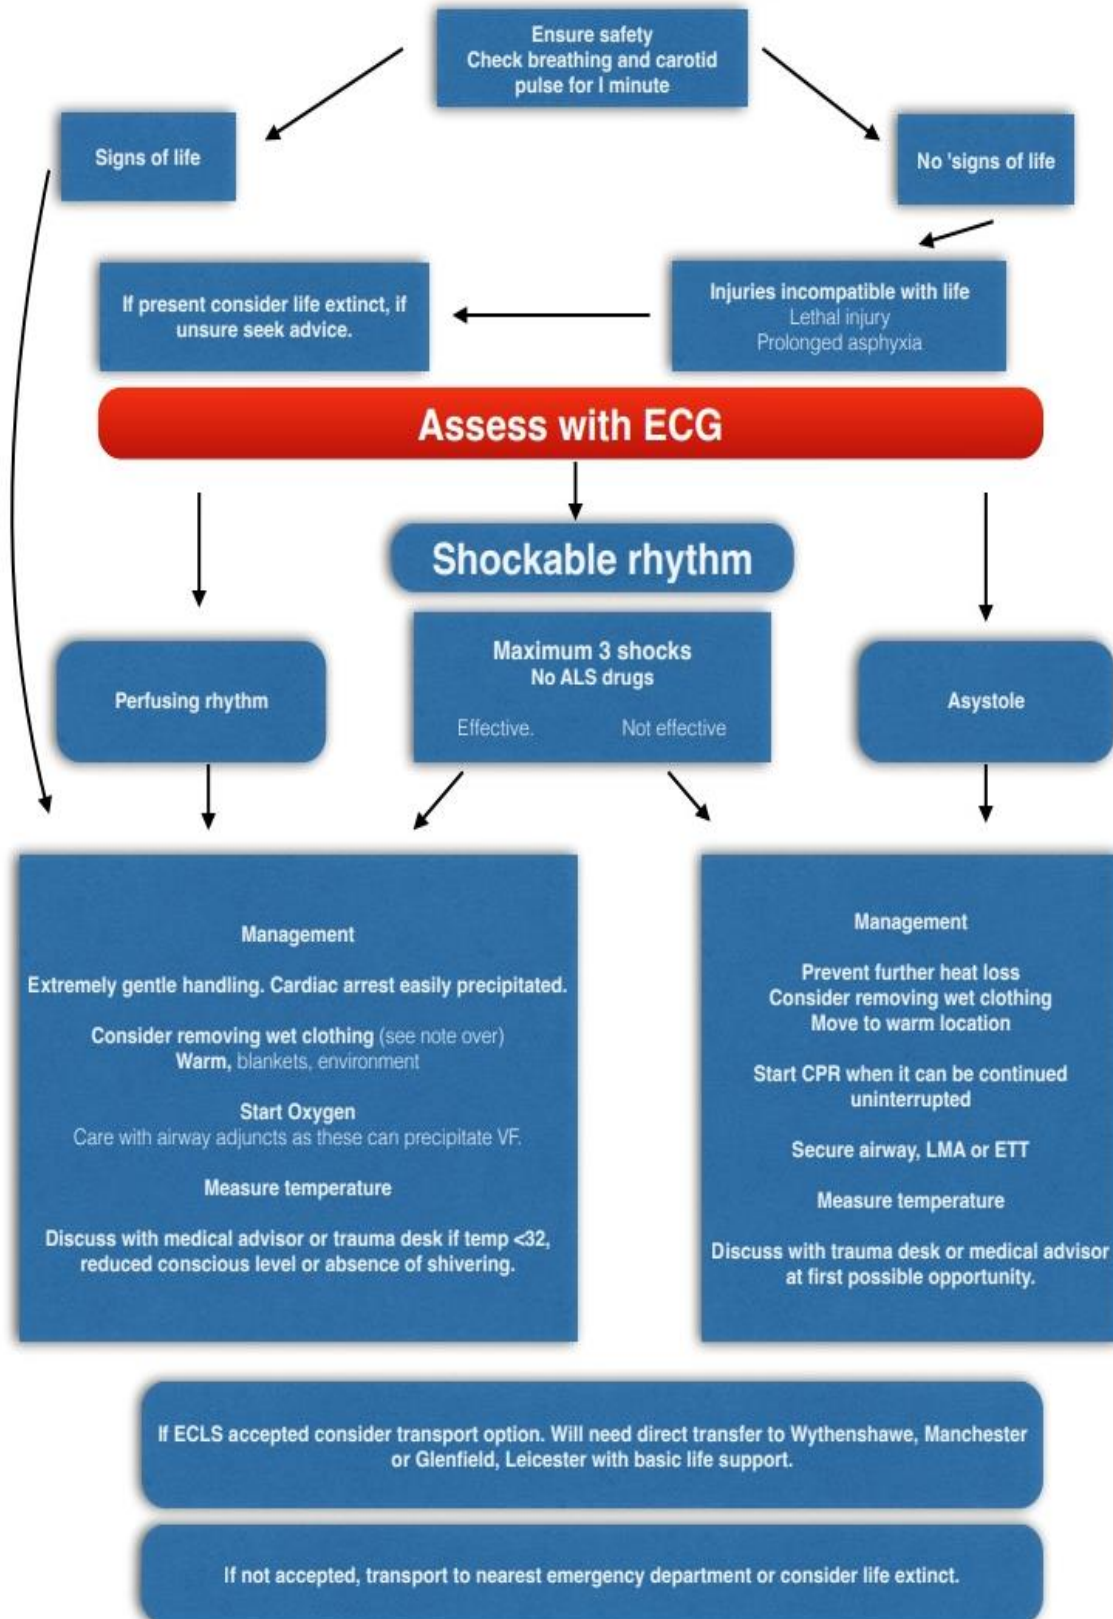 Ensure safety
Check breathing and carotid
pulse for I minute
Signs of life
No 'signs of life
If present consider life extinct, if
unsure seek advice.
Injuries incompatible with life
Lethal injury
Prolonged asphyxia
Assess with ECG
Shockable rhythm
Perfusing rhythm
Maximum 3 shocks
No ALS drugs
Effective. Not effective
Asystole
Management
Extremely gentle handling. Cardiac arrest easily precipitated.
Consider removing wet clothing (see note over)
Warm, blankets, environment
Start Oxygen
Care with airway adjuncts as these can precipitate VF.
Measure temperature
Discuss with medical advisor or trauma desk if temp <32,
reduced conscious level or absence of shivering.
Management
Prevent further heat loss
Consider removing wet clothing
Move to warm location
Start CPR when it can be continued
uninterrupted
Secure airway, LMA or ETT
Measure temperature
Discuss with trauma desk or medical advisor
at first possible opportunity.
If ECLS accepted consider transport option. Will need direct transfer to Wythenshawe, Manchester
or Glenfield, Leicester with basic life support.
If not accepted, transport to nearest emergency department or consider life extinct.